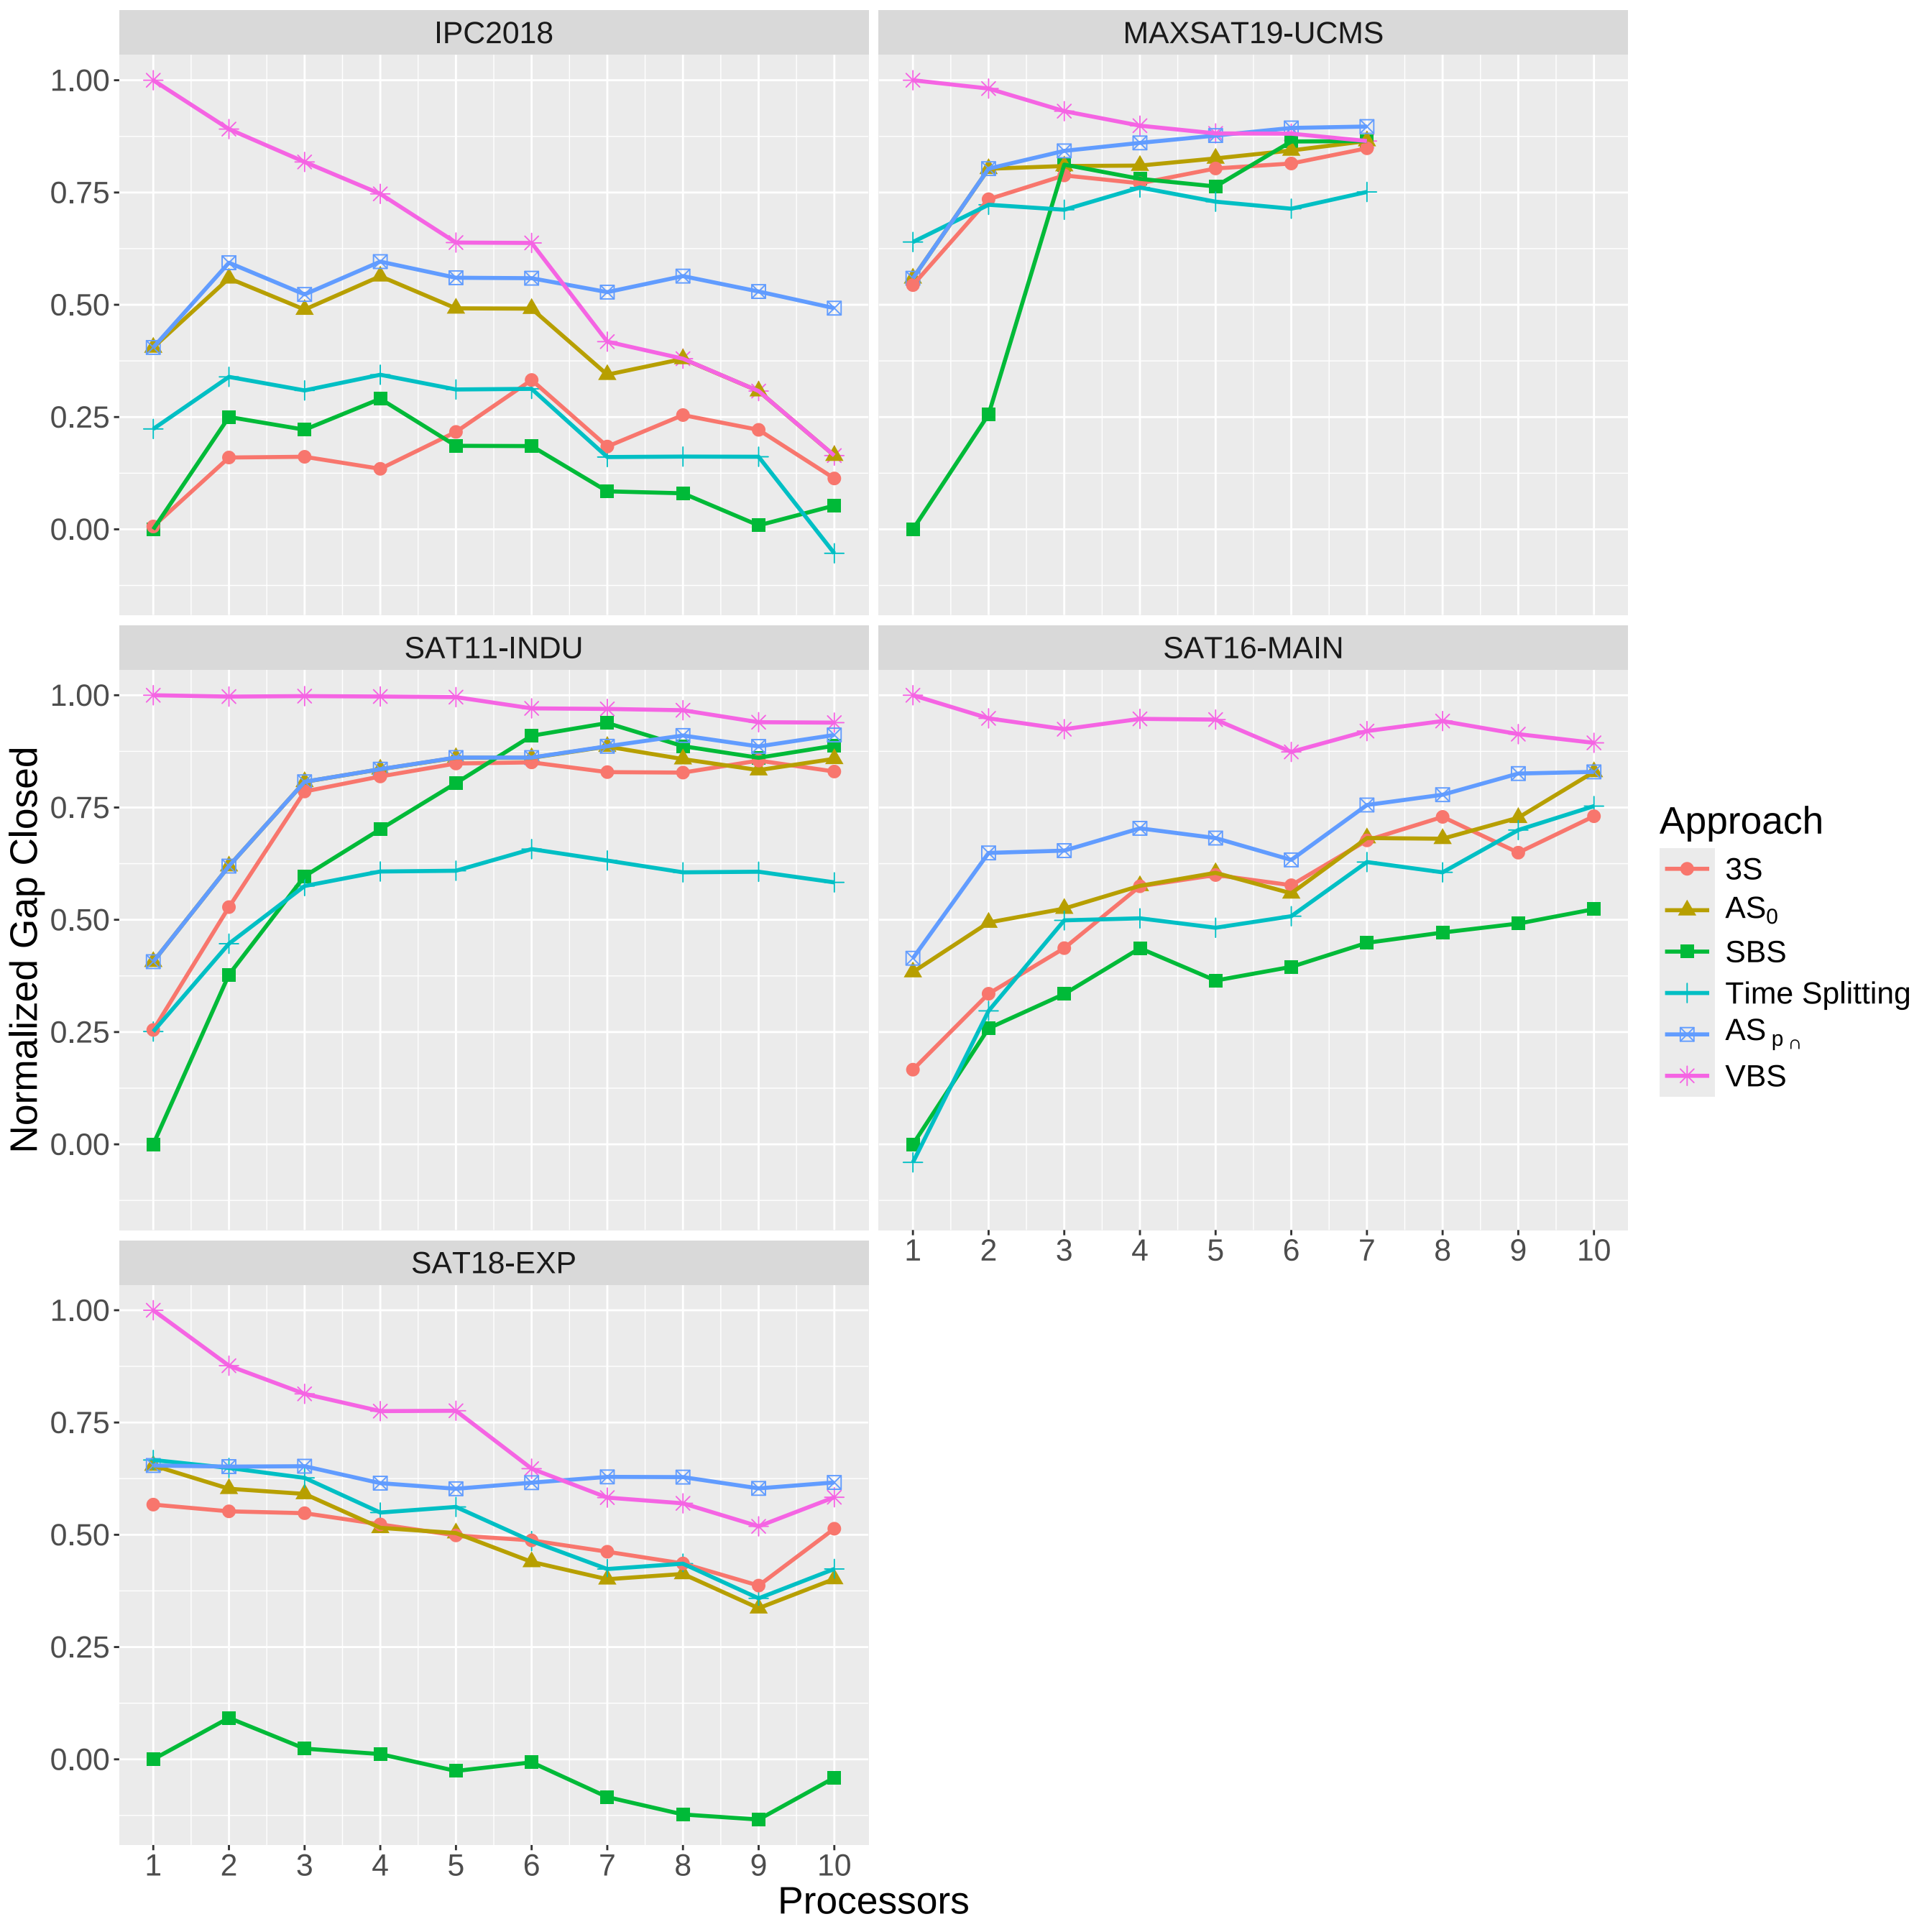 IPC2018
MAXSAT19-UCMS
1.00
0.75
0.50
0.25
0.00
SAT11-INDU
SAT16-MAIN
1.00
0.75
0.50
0.25
0.00
1 2 3 4 5 6 7 8 9 10
SAT18-EXP
1.00
0.75
0.50
0.25
0.00
1 2 3 4 5 6 7 8 9 10
Processors
Normalized Gap Closed
Approach
3S
AS0
SBS
Time Splitting
AS p ∩
VBS